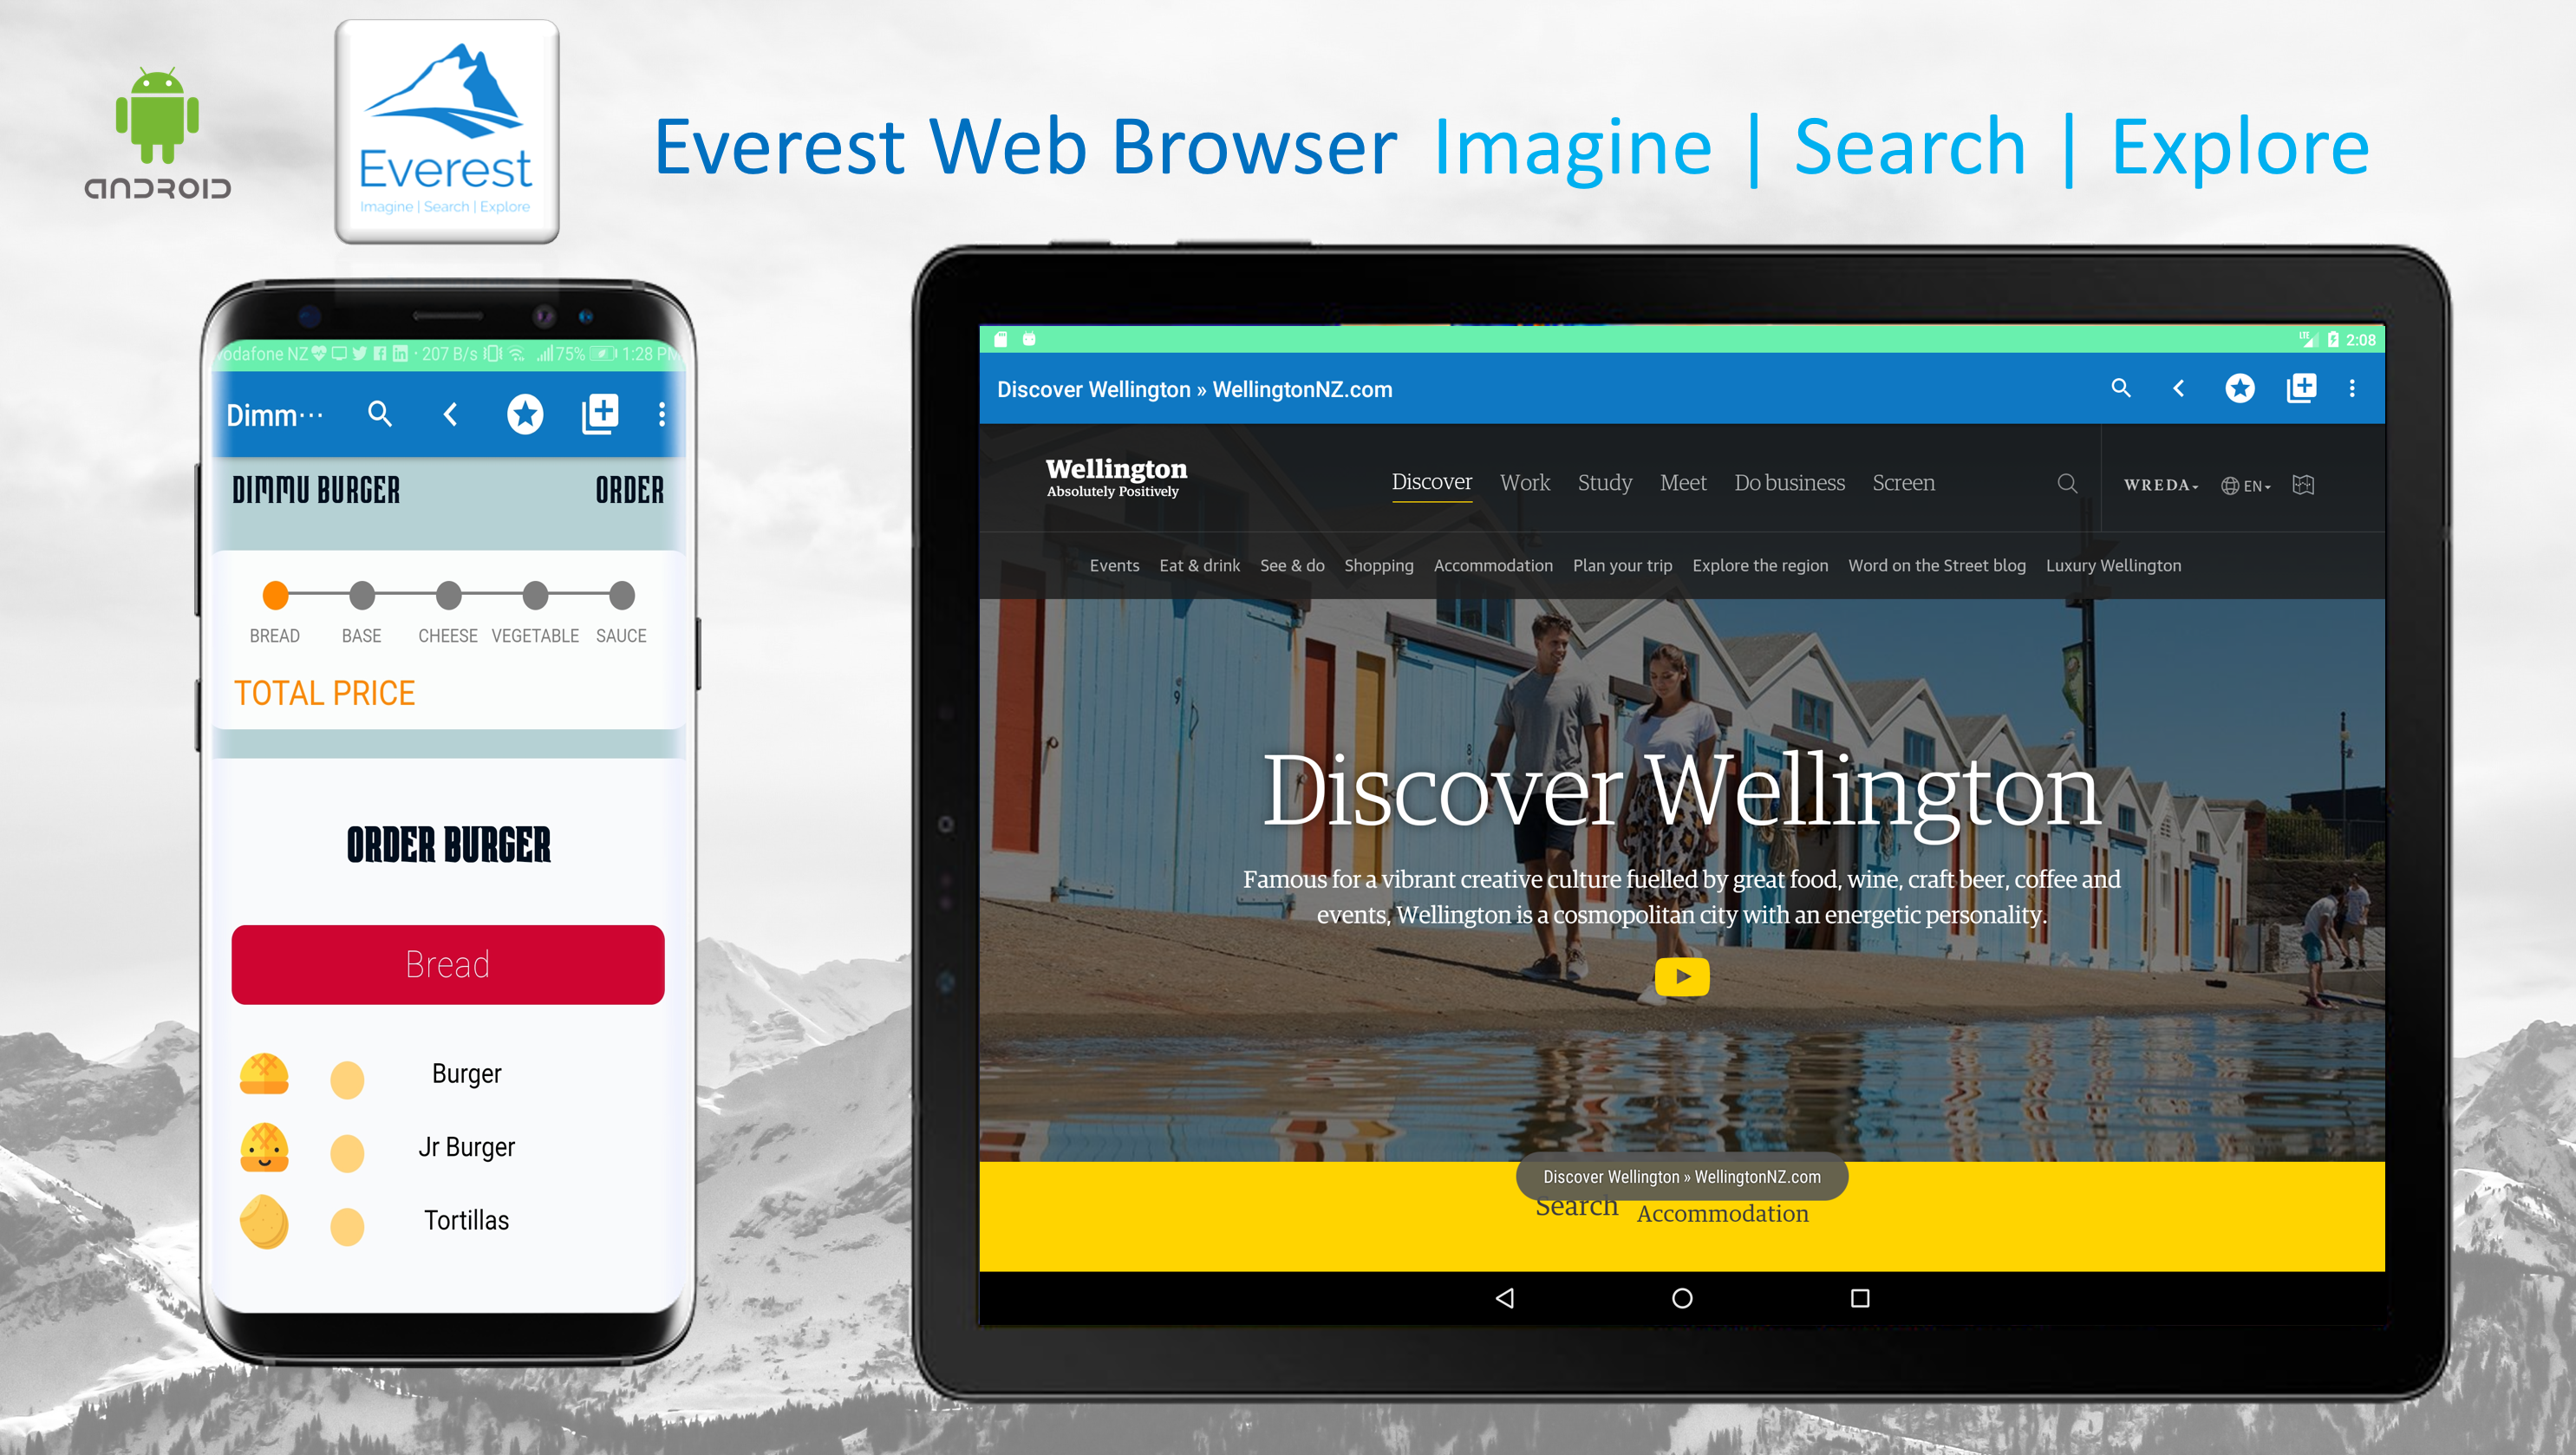 Everest
Imagine | Search | Explore
ANDROID
Everest Web Browser Imagine | Search | Explore
odafone NZ · 207 B/s 75% 1:28 PM
Dimm···
DIMMU BURGER ORDER
BREAD BASE CHEESE VEGETABLE SAUCE
TOTAL PRICE
ORDER BURGER
Bread
Burger
Jr Burger
Tortillas
LTE 2:08
Discover Wellington » WellingtonNZ.com
Wellington
Absolutely Positively
Discover Work Study Meet Do business Screen WREDA EN
Events Eat & drink See & do Shopping Accommodation Plan your trip Explore the region Word on the Street blog Luxury Wellington
9
8
Discover Wellington
Famous for a vibrant creative culture fuelled by great food, wine, craft beer, coffee and
events, Wellington is a cosmopolitan city with an energetic personality.
Discover Wellington » WellingtonNZ.com
Search Accommodation